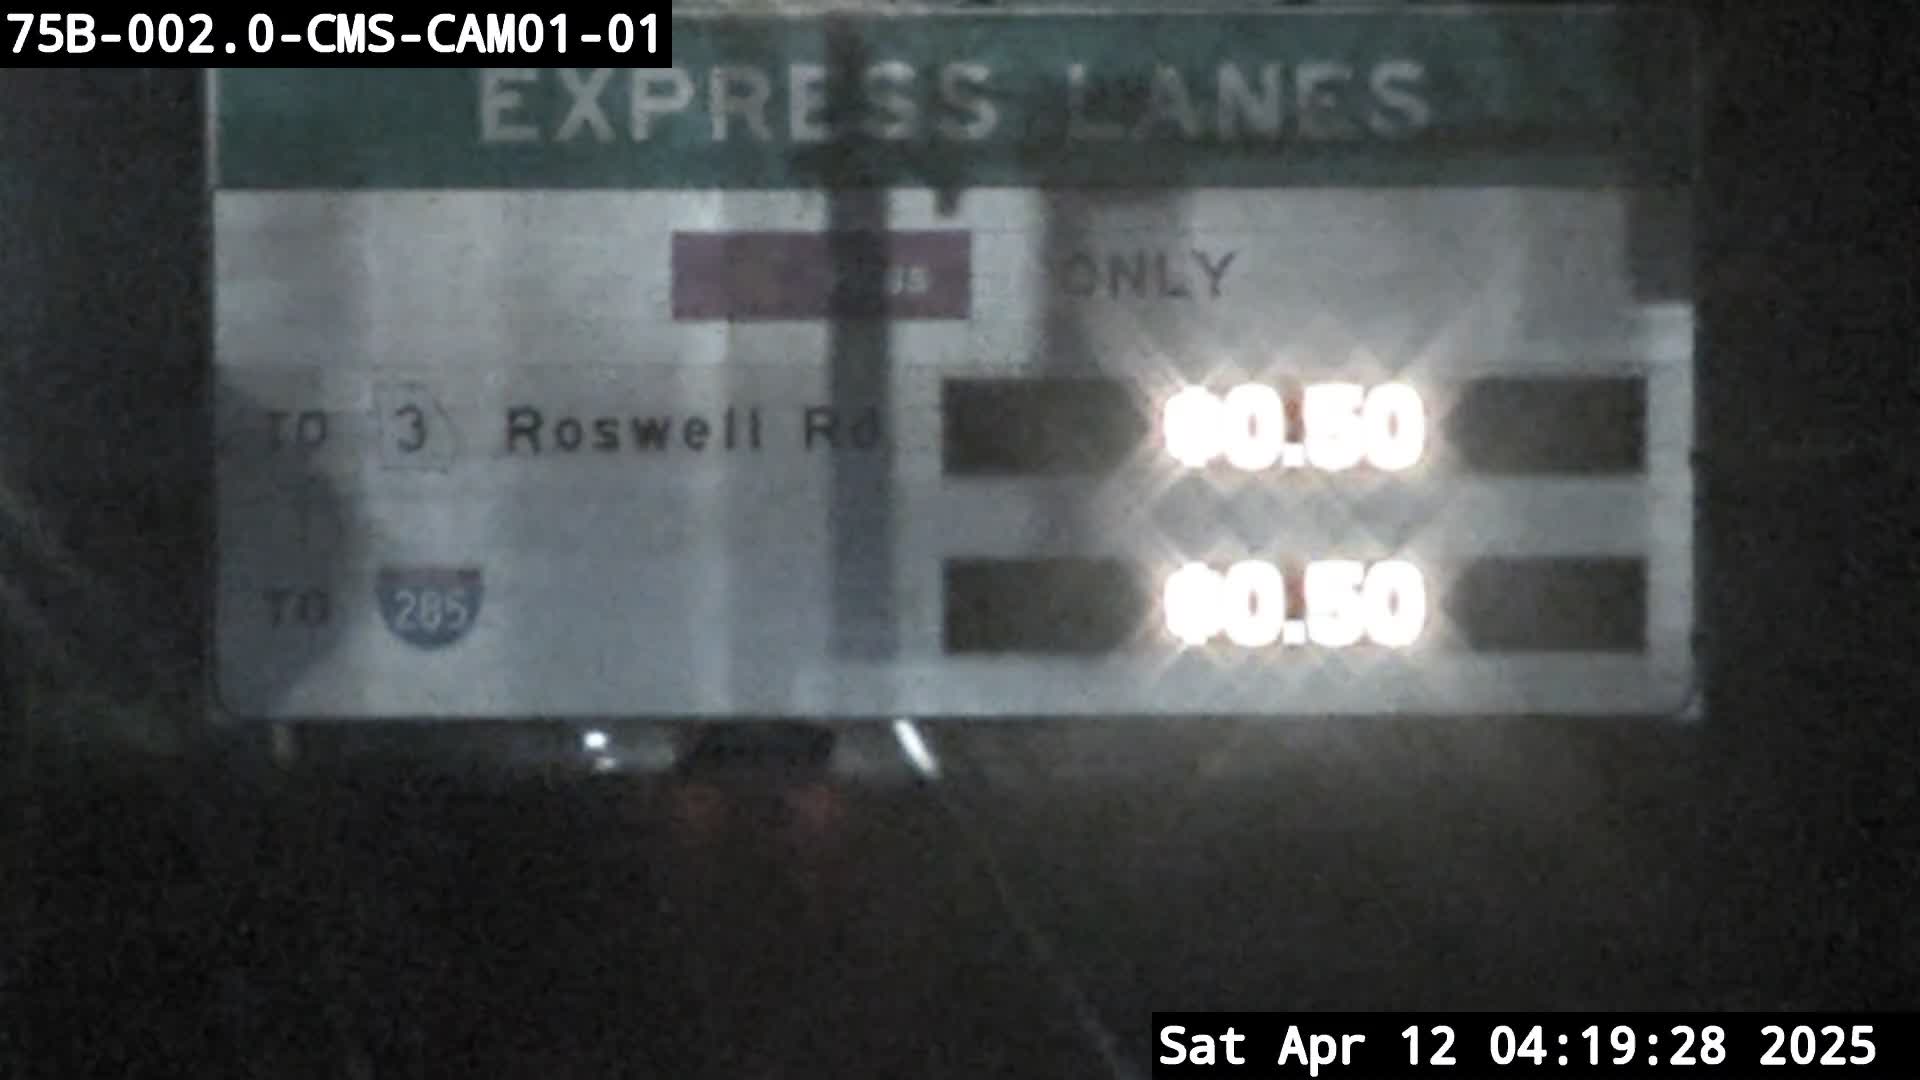 75B-002.0-CMS-CAM01-01
EXPRESS LANES
ONLY
TO 3 Roswell Rd $0.50
TO 285 $0.50
Sat Apr 12 04:19:28 2025